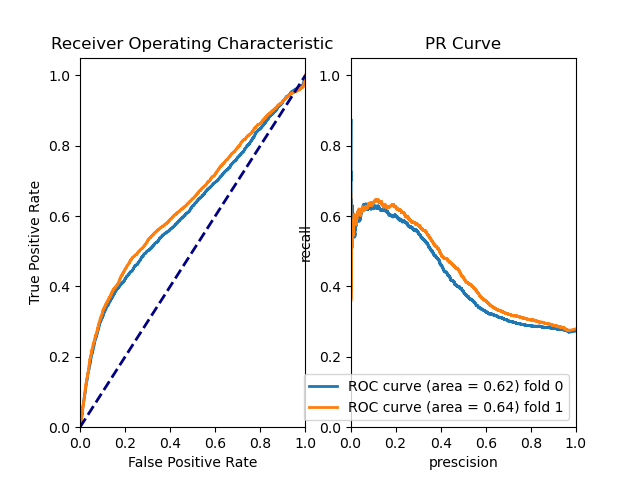 Receiver Operating Characteristic
PR Curve
True Positive Rate
1.0
0.8
0.6
0.4
0.2
0.0
0.0 0.2 0.4 0.6 0.8 1.0
False Positive Rate
recall
1.0
0.8
0.6
0.4
0.2
0.0
0.0 0.2 0.4 0.6 0.8 1.0
prescision
ROC curve (area = 0.62) fold 0
ROC curve (area = 0.64) fold 1